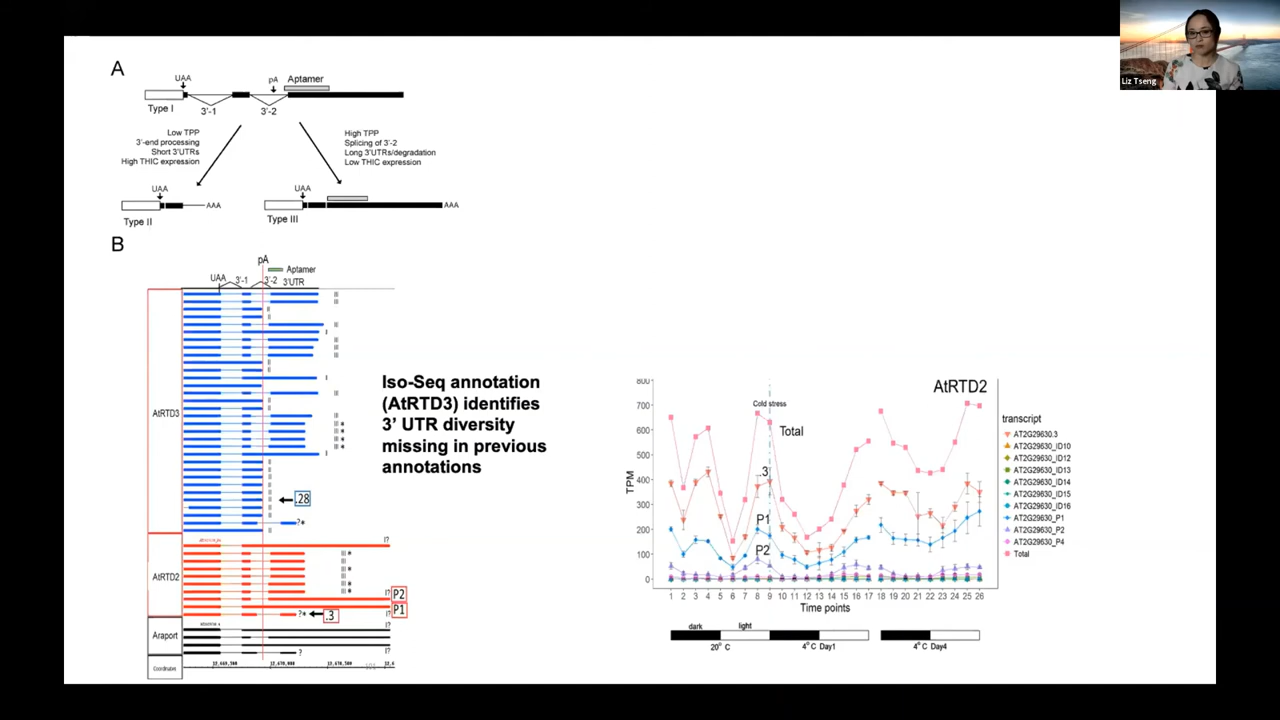 Liz Tseng
A
UAA
pA
Aptamer
Type I
3'-1
3'-2
Low TPP
3'-end processing
Short 3'UTRs
High THIC expression
High TPP
Splicing of 3'-2
Long 3'UTRs/degradation
Low THIC expression
UAA
AAA
Type II
UAA
AAA
Type III
B
pA
Aptamer
UAA
3'-1
3'-2
3'UTR
AtRTD3
.28
?*
AtRTD2
I?
P2
P1
?*
.3
Araport
I?
?
Coordinates
Iso-Seq annotation
(AtRTD3) identifies
3’ UTR diversity
missing in previous
annotations
AtRTD2
800
700
600
500
400
300
200
100
0
TPM
Cold stress
Total
.3
P1
P2
1 2 3 4 5 6 7 8 9 10 11 12 13 14 15 16 17 18 19 20 21 22 23 24 25 26
Time points
dark
light
20° C
4° C Day1
4° C Day4
transcript
AT2G29630.3
AT2G29630_ID10
AT2G29630_ID12
AT2G29630_ID13
AT2G29630_ID14
AT2G29630_ID15
AT2G29630_ID16
AT2G29630_P1
AT2G29630_P2
AT2G29630_P4
Total